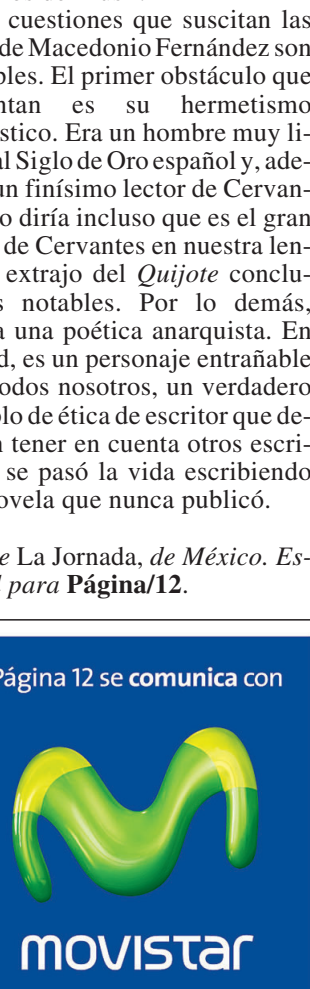 cuestiones que suscitan las
de Macedonio Fernández son
bles. El primer obstáculo que
ntan es su hermetismo
stico. Era un hombre muy li-
al Siglo de Oro español y, ade-
un finísimo lector de Cervan-
o diría incluso que es el gran
de Cervantes en nuestra len-
extrajo del Quijote conclu-
s notables. Por lo demás,
a una poética anarquista. En
d, es un personaje entrañable
odos nosotros, un verdadero
plo de ética de escritor que de-
n tener en cuenta otros escri-
se pasó la vida escribiendo
ovela que nunca publicó.
e La Jornada, de México. Es-
l para Página/12.
Página 12 se comunica con
movistar